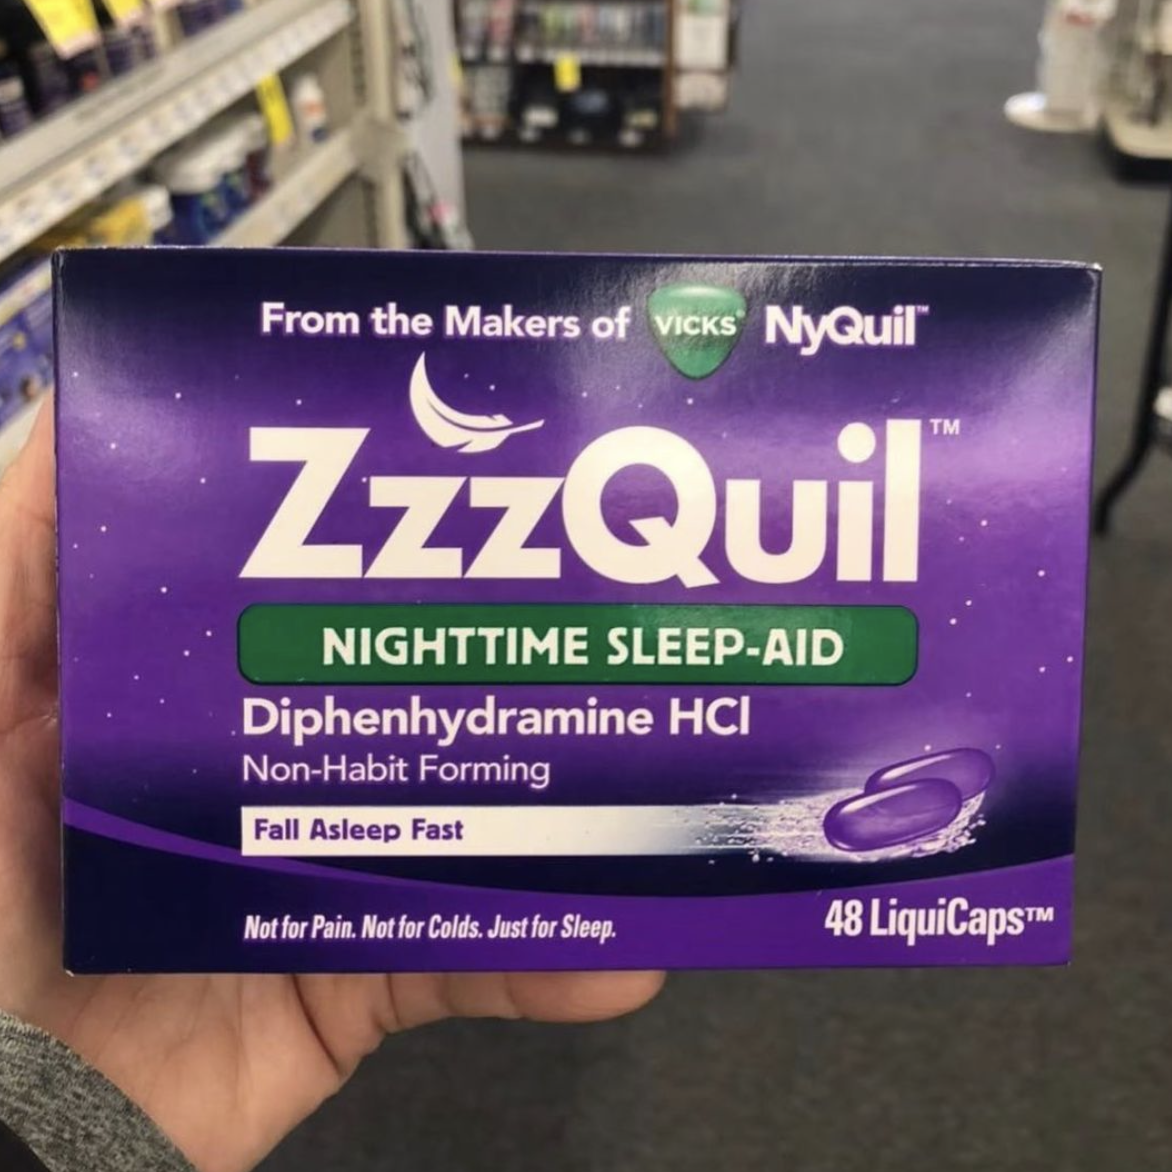 From the Makers of VICKS® NyQuil™
ZzzQuil™
NIGHTTIME SLEEP-AID
Diphenhydramine HCl
Non-Habit Forming
Fall Asleep Fast
Not for Pain. Not for Colds. Just for Sleep.
48 LiquiCaps™